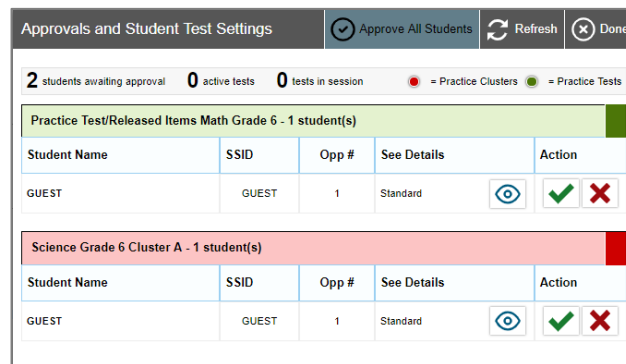 Approvals and Student Test Settings Approve All Students Refresh Done
2 students awaiting approval 0 active tests 0 tests in session = Practice Clusters = Practice Tests
Practice Test/Released Items Math Grade 6 - 1 student(s)
Student Name SSID Opp # See Details Action
GUEST GUEST 1 Standard
Science Grade 6 Cluster A - 1 student(s)
Student Name SSID Opp # See Details Action
GUEST GUEST 1 Standard